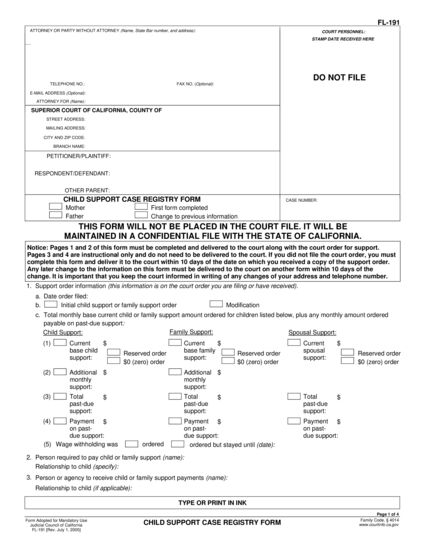 FL-191
ATTORNEY OR PARTY WITHOUT ATTORNEY (Name, State Bar number, and address):
COURT PERSONNEL:
STAMP DATE RECEIVED HERE
DO NOT FILE
TELEPHONE NO.: FAX NO. (Optional):
E-MAIL ADDRESS (Optional):
ATTORNEY FOR (Name):
SUPERIOR COURT OF CALIFORNIA, COUNTY OF
STREET ADDRESS:
MAILING ADDRESS:
CITY AND ZIP CODE:
BRANCH NAME:
PETITIONER/PLAINTIFF:
RESPONDENT/DEFENDANT:
OTHER PARENT:
CHILD SUPPORT CASE REGISTRY FORM
CASE NUMBER:
Mother First form completed
Father Change to previous information
THIS FORM WILL NOT BE PLACED IN THE COURT FILE. IT WILL BE
MAINTAINED IN A CONFIDENTIAL FILE WITH THE STATE OF CALIFORNIA.
Notice: Pages 1 and 2 of this form must be completed and delivered to the court along with the court order for support.
Pages 3 and 4 are instructional only and do not need to be delivered to the court. If you did not file the court order, you must
complete this form and deliver it to the court within 10 days of the date on which you received a copy of the support order.
Any later change to the information on this form must be delivered to the court on another form within 10 days of the
change. It is important that you keep the court informed in writing of any changes of your address and telephone number.
1. Support order information (this information is on the court order you are filing or have received).
a. Date order filed:
b. Initial child support or family support order Modification
c. Total monthly base current child or family support amount ordered for children listed below, plus any monthly amount ordered
payable on past-due support:
Child Support: Family Support: Spousal Support:
(1) Current $ Current $ Current $
base child base family spousal
support: support: support:
Reserved order Reserved order Reserved order
$0 (zero) order $0 (zero) order $0 (zero) order
(2) Additional $ Additional $
monthly monthly
support: support:
(3) Total $ Total $ Total $
past-due past-due past-due
support: support: support:
(4) Payment $ Payment $ Payment $
on past- on past- on past-
due support: due support: due support:
(5) Wage withholding was ordered ordered but stayed until (date):
2. Person required to pay child or family support (name):
Relationship to child (specify):
3. Person or agency to receive child or family support payments (name):
Relationship to child (if applicable):
TYPE OR PRINT IN INK
Page 1 of 4
Form Adopted for Mandatory Use
Judicial Council of California
FL-191 [Rev. July 1, 2005]
CHILD SUPPORT CASE REGISTRY FORM
Family Code, § 4014
www.courtinfo.ca.gov